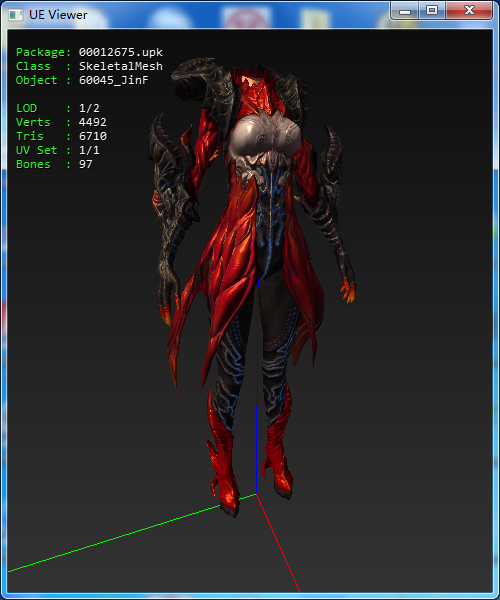 UE Viewer
Package: 00012675.upk
Class : SkeletalMesh
Object : 60045_JinF
LOD : 1/2
Verts : 4492
Tris : 6710
UV Set : 1/1
Bones : 97